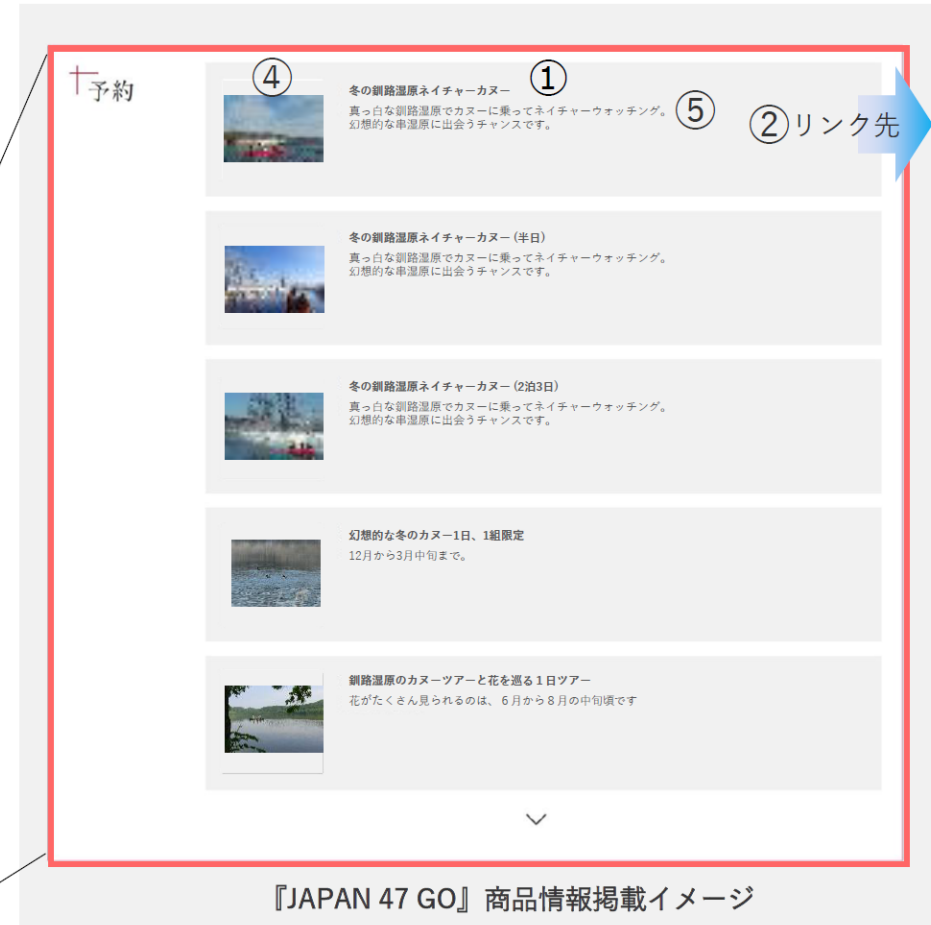 予約
④
①
冬の釧路湿原ネイチャーカヌー
真っ白な釧路湿原でカヌーに乗ってネイチャーウォッチング。
幻想的な串湿原に出会うチャンスです。
⑤
②リンク先
冬の釧路湿原ネイチャーカヌー (半日)
真っ白な釧路湿原でカヌーに乗ってネイチャーウォッチング。
幻想的な串湿原に出会うチャンスです。
冬の釧路湿原ネイチャーカヌー (2泊3日)
真っ白な釧路湿原でカヌーに乗ってネイチャーウォッチング。
幻想的な串湿原に出会うチャンスです。
幻想的な冬のカヌー1日、1組限定
12月から3月中旬まで。
釧路湿原のカヌーツアーと花を巡る１日ツアー
花がたくさん見られるのは、６月から８月の中旬頃です
『JAPAN 47 GO』商品情報掲載イメージ